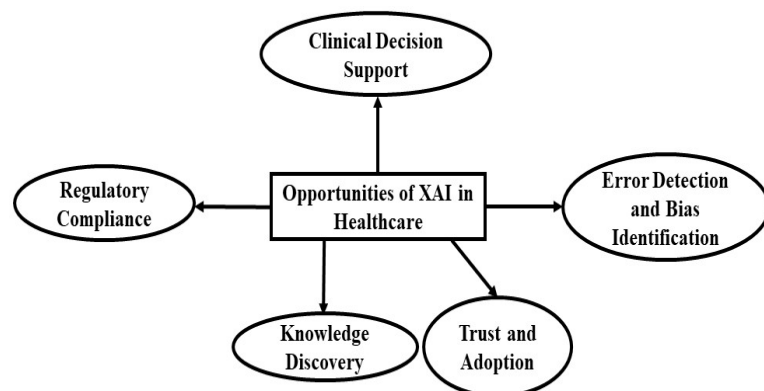 Clinical Decision
Support
Regulatory
Compliance
Opportunities of XAI in
Healthcare
Error Detection
and Bias
Identification
Knowledge
Discovery
Trust and
Adoption